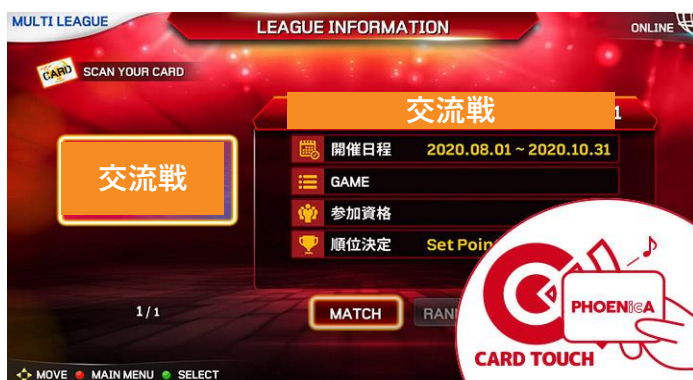 MULTI LEAGUE
LEAGUE INFORMATION
ONLINE
CARD
SCAN YOUR CARD
交流戦
1
交流戦
開催日程 2020.08.01 ~ 2020.10.31
GAME
参加資格
順位決定 Set
1 / 1
MATCH
PHOENicA
CARD TOUCH
MOVE MAIN MENU SELECT